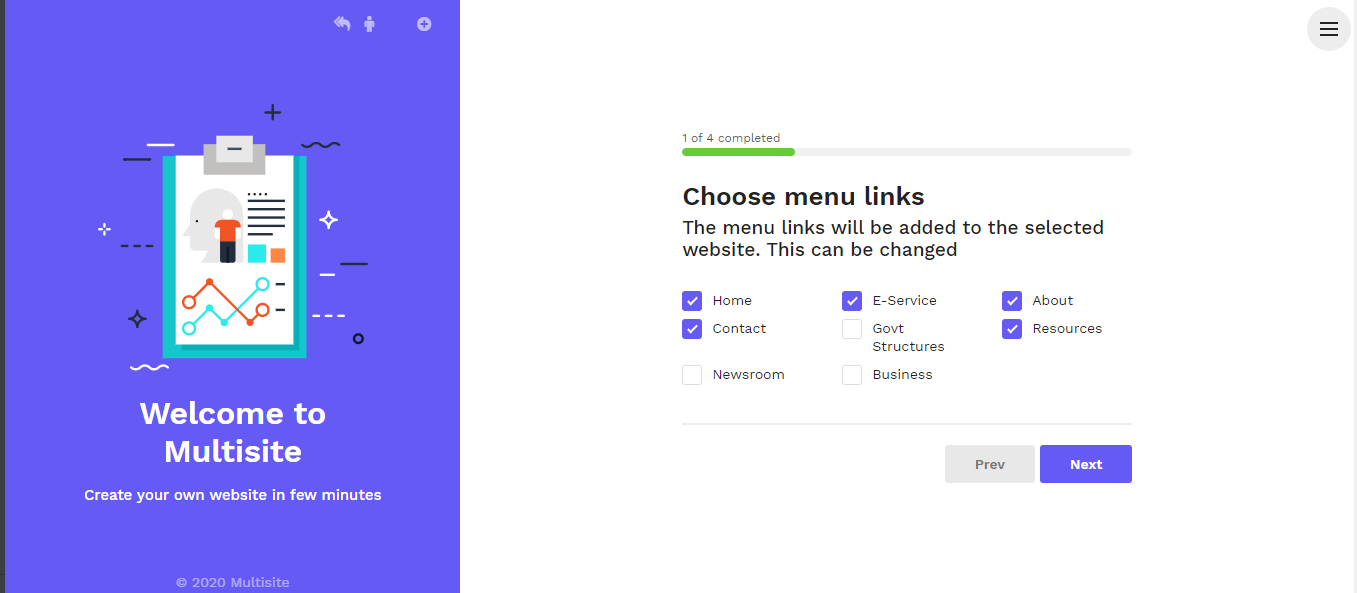 Welcome to
Multisite
Create your own website in few minutes
© 2020 Multisite
1 of 4 completed
Choose menu links
The menu links will be added to the selected
website. This can be changed
Home
E-Service
About
Contact
Govt
Structures
Resources
Newsroom
Business
Prev
Next